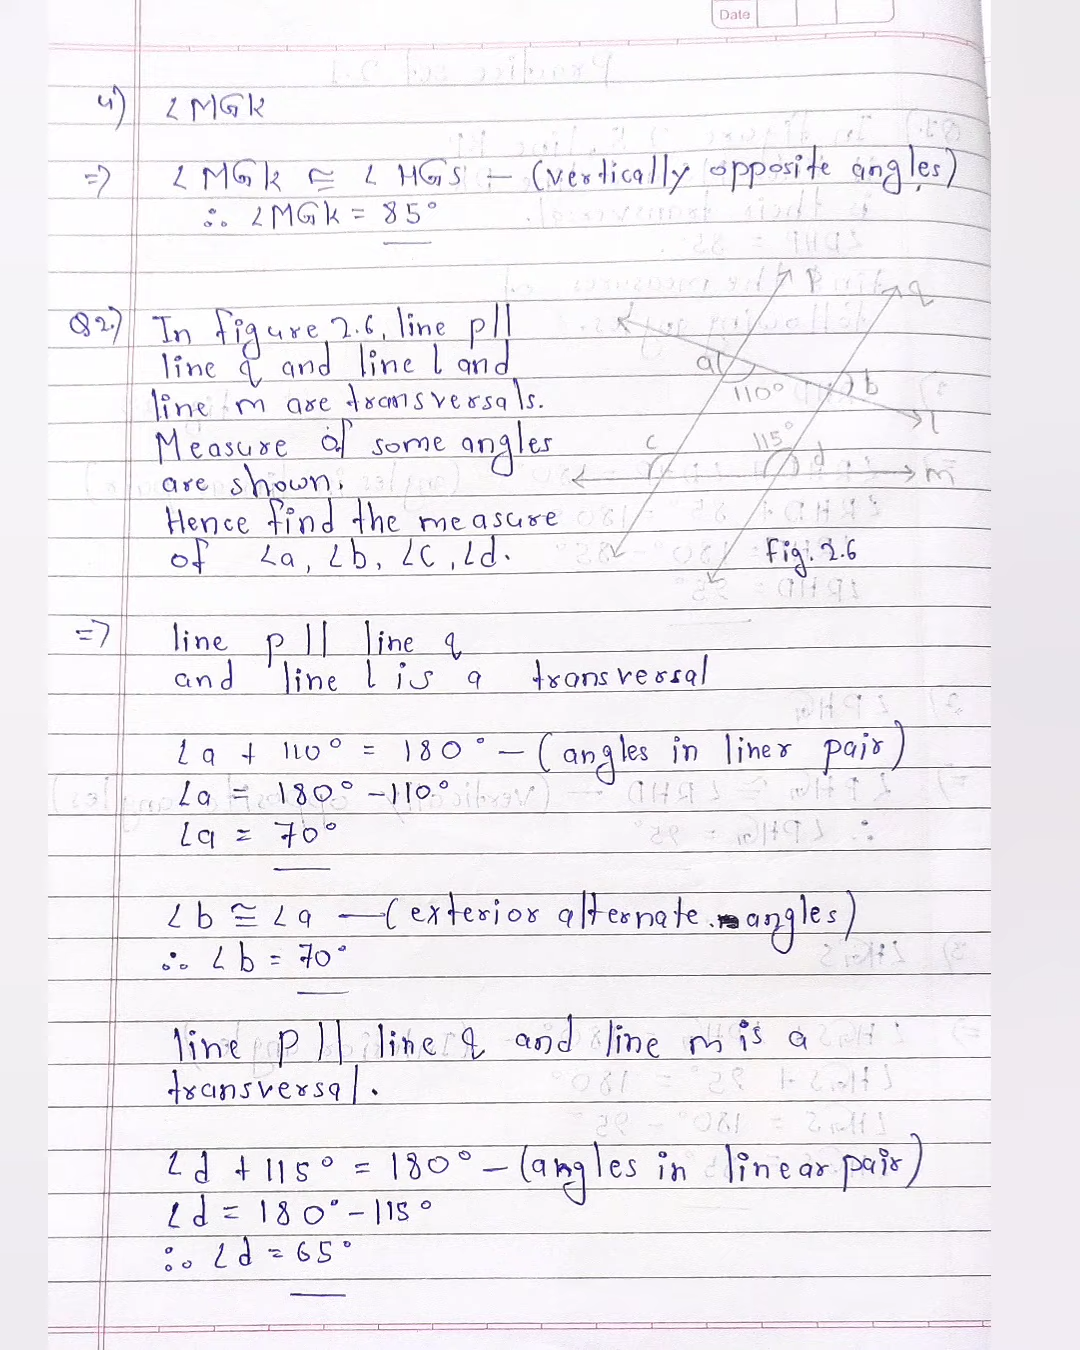 Date
4) ∠MGK
=> ∠MGK ≅ ∠HGS - (vertically opposite angles)
∴ ∠MGK = 85°
Q2.) In figure 2.6, line p||
line q and line l and
line m are transversals.
Measure of some angles
are shown.
Hence find the measure
of ∠a, ∠b, ∠c, ∠d.
p
q
a
110°
b
l
c
115°
d
m
Fig. 2.6
=> line p || line q
and line l is a transversal
∠a + 110° = 180° - (angles in liner pair)
∠a = 180° - 110°
∠a = 70°
∠b ≅ ∠a - (exterior alternate angles)
∴ ∠b = 70°
line p || line q and line m is a
transversal.
∠d + 115° = 180° - (angles in linear pair)
∠d = 180° - 115°
∴ ∠d = 65°